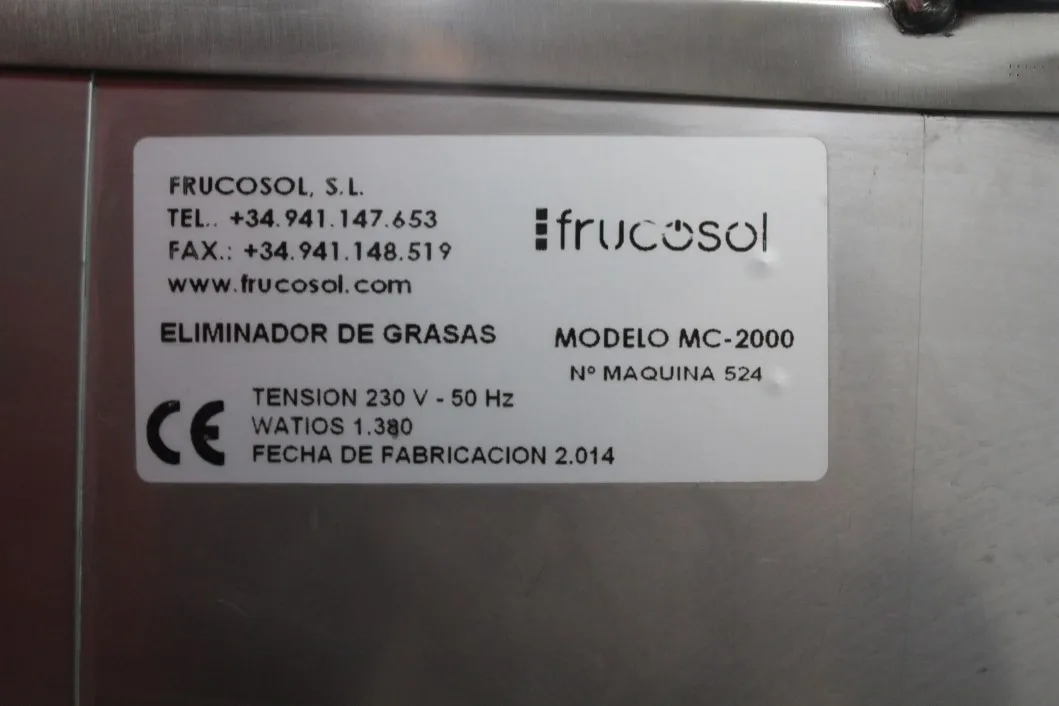 FRUCOSOL, S.L.
TEL.. +34.941.147.653
FAX.: +34.941.148.519
www.frucosol.com
frucosol
ELIMINADOR DE GRASAS
MODELO MC-2000
Nº MAQUINA 524
CE
TENSION 230 V - 50 Hz
WATIOS 1.380
FECHA DE FABRICACION 2.014